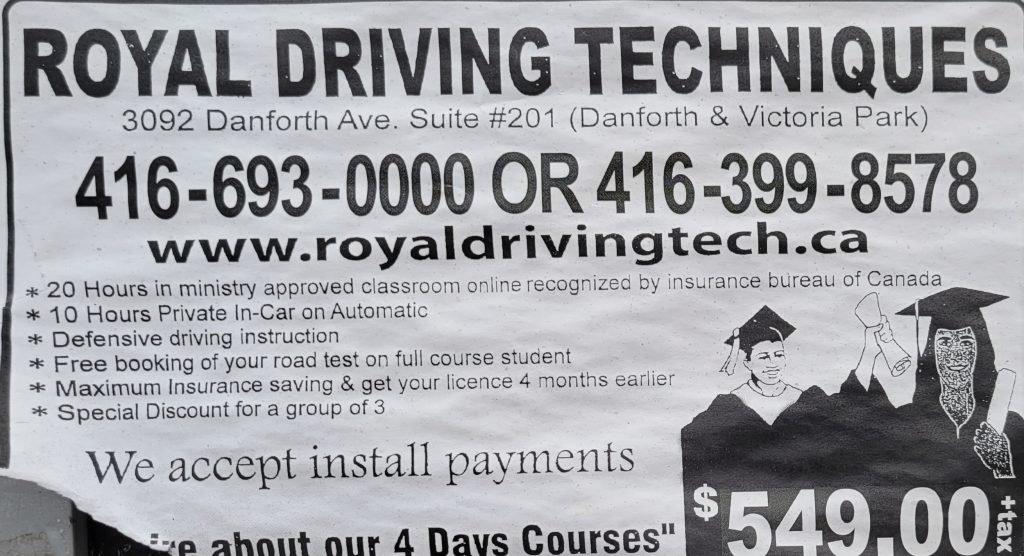 ROYAL DRIVING TECHNIQUES
3092 Danforth Ave. Suite #201 (Danforth & Victoria Park)
416-693-0000 OR 416-399-8578
www.royaldrivingtech.ca
* 20 Hours in ministry approved classroom online recognized by insurance bureau of Canada
* 10 Hours Private In-Car on Automatic
* Defensive driving instruction
* Free booking of your road test on full course student
* Maximum Insurance saving & get your licence 4 months earlier
* Special Discount for a group of 3
We accept install payments
about our 4 Days Courses"
$549.00 +tax